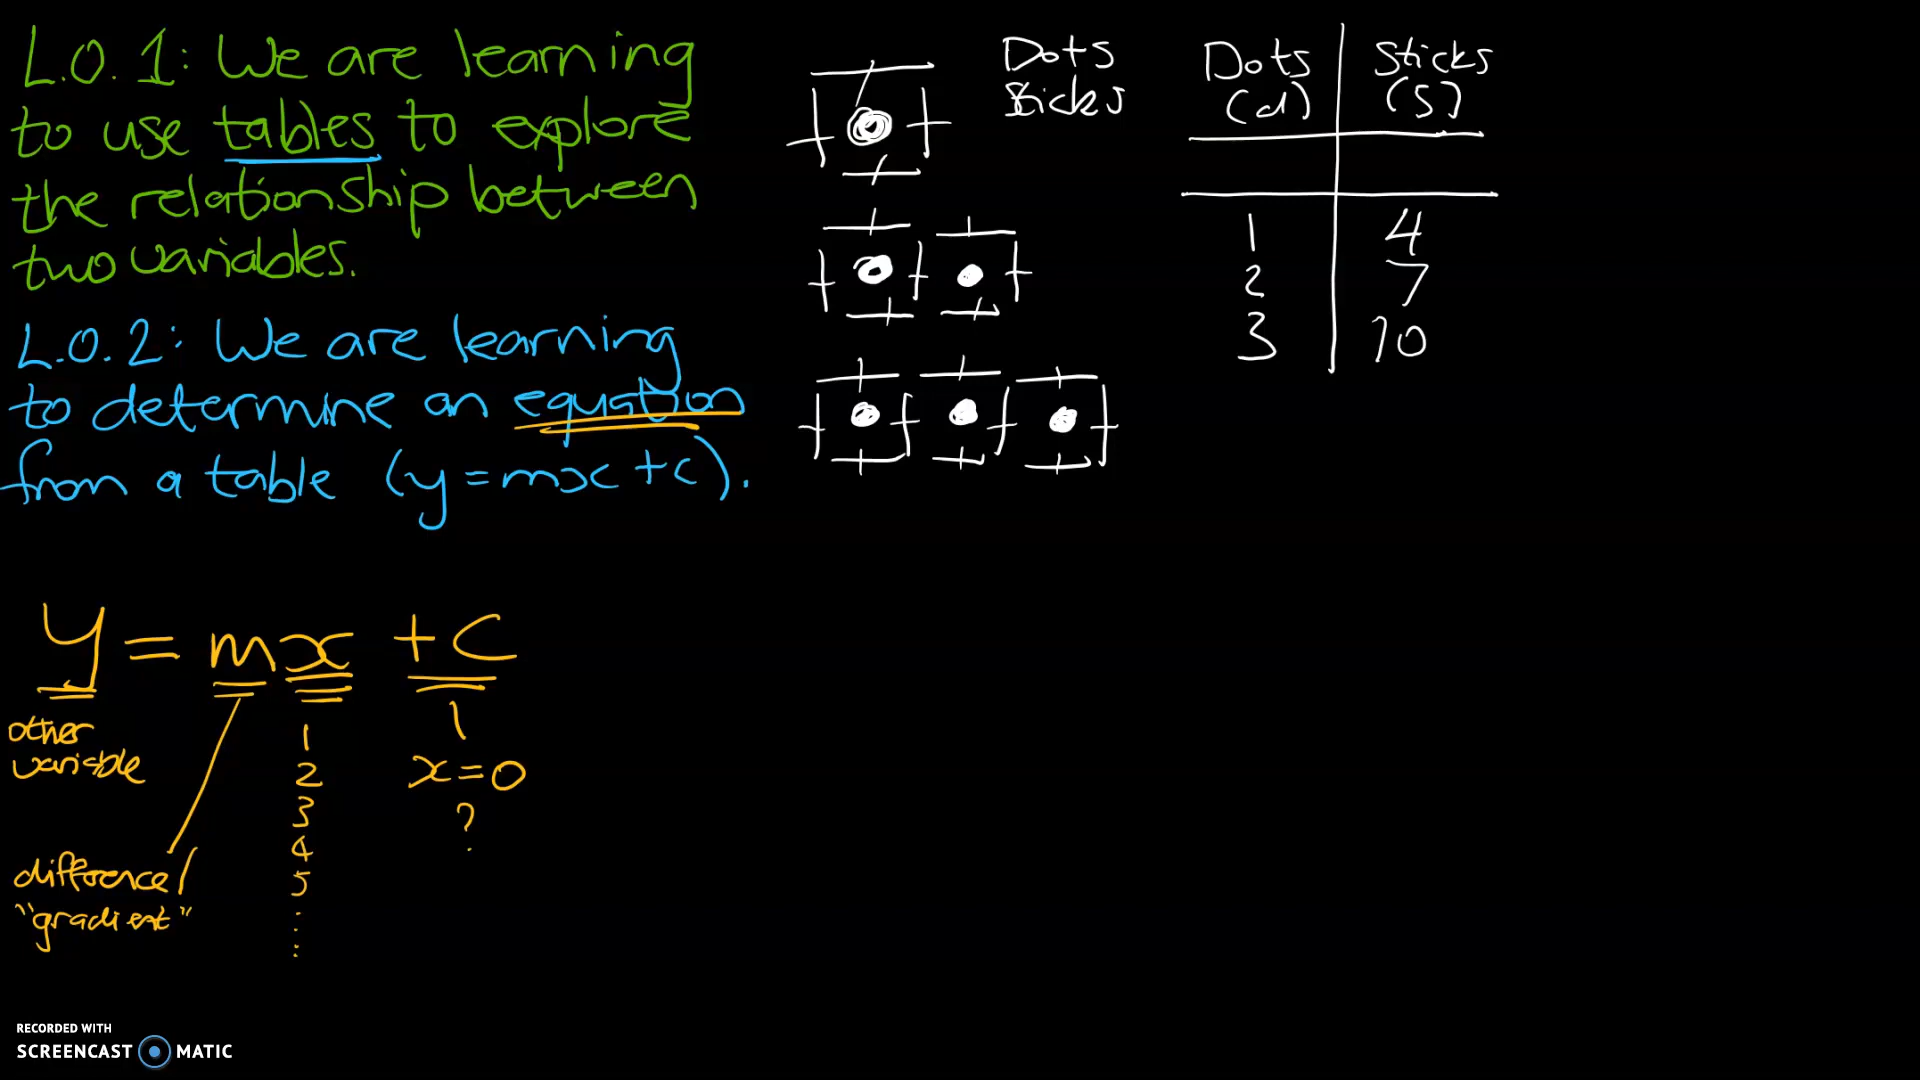 L.O. 1: We are learning
to use tables to explore
the relationship between
two variables.
L.O. 2: We are learning
to determine an equation
from a table (y=mx+c).
y = mx + c
other
variable
difference/
"gradient"
1
2
3
4
5
1
x=0
?
Dots
Sticks
Dots Sticks
(d) (S)
1 4
2 7
3 10
RECORDED WITH
SCREENCAST MATIC